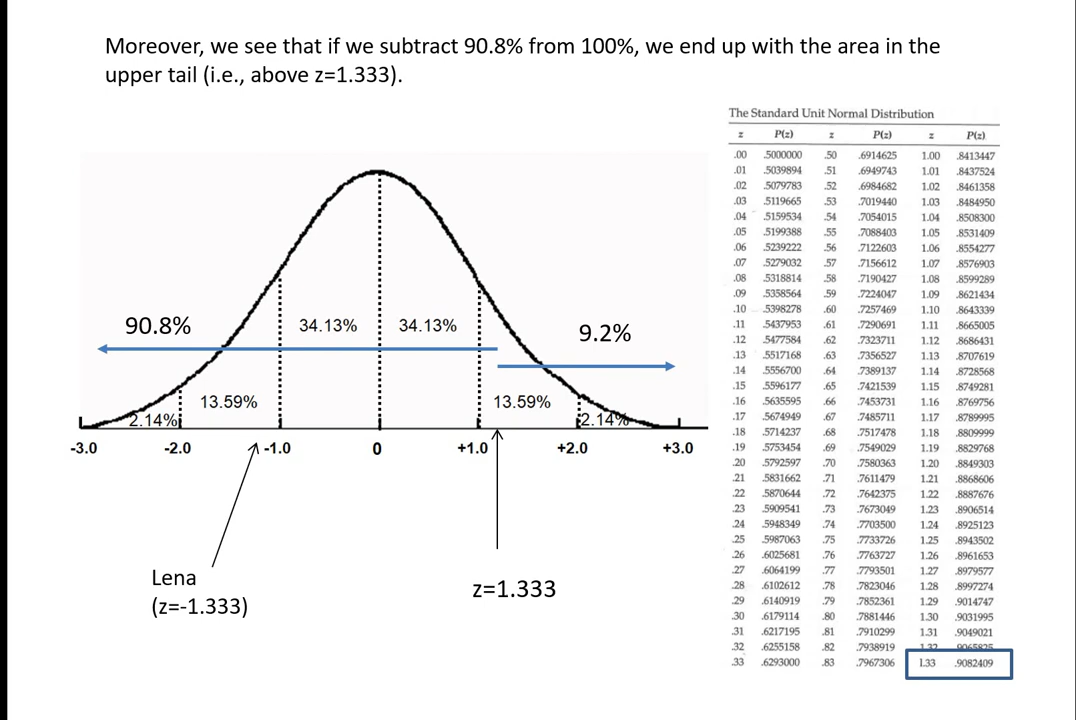 Moreover, we see that if we subtract 90.8% from 100%, we end up with the area in the
upper tail (i.e., above z=1.333).
The Standard Unit Normal Distribution
z P(z) z P(z) z P(z)
.00 .5000000 .50 .6914625 1.00 .8413447
.01 .5039894 .51 .6949743 1.01 .8437524
.02 .5079783 .52 .6984682 1.02 .8461358
.03 .5119665 .53 .7019440 1.03 .8484950
.04 .5159534 .54 .7054015 1.04 .8508300
.05 .5199388 .55 .7088403 1.05 .8531409
.06 .5239222 .56 .7122603 1.06 .8554277
.07 .5279032 .57 .7156612 1.07 .8576903
.08 .5318814 .58 .7190427 1.08 .8599289
.09 .5358564 .59 .7224047 1.09 .8621434
.10 .5398278 .60 .7257469 1.10 .8643339
.11 .5437953 .61 .7290691 1.11 .8665005
.12 .5477584 .62 .7323711 1.12 .8686431
.13 .5517168 .63 .7356527 1.13 .8707619
.14 .5556700 .64 .7389137 1.14 .8728568
.15 .5596177 .65 .7421539 1.15 .8749281
.16 .5635595 .66 .7453731 1.16 .8769756
.17 .5674949 .67 .7485711 1.17 .8789995
.18 .5714237 .68 .7517478 1.18 .8809999
.19 .5753454 .69 .7549029 1.19 .8829768
.20 .5792597 .70 .7580363 1.20 .8849303
.21 .5831662 .71 .7611479 1.21 .8868606
.22 .5870644 .72 .7642375 1.22 .8887676
.23 .5909541 .73 .7673049 1.23 .8906514
.24 .5948349 .74 .7703500 1.24 .8925123
.25 .5987063 .75 .7733726 1.25 .8943502
.26 .6025681 .76 .7763727 1.26 .8961653
.27 .6064199 .77 .7793501 1.27 .8979577
.28 .6102612 .78 .7823046 1.28 .8997274
.29 .6140919 .79 .7852361 1.29 .9014747
.30 .6179114 .80 .7881446 1.30 .9031995
.31 .6217195 .81 .7910299 1.31 .9049021
.32 .6255158 .82 .7938919 1.32 .9065825
.33 .6293000 .83 .7967306 1.33 .9082409
90.8% 34.13% 34.13% 9.2%
13.59% 13.59%
2.14% 2.14%
-3.0 -2.0 -1.0 0 +1.0 +2.0 +3.0
Lena
(z=-1.333)
z=1.333